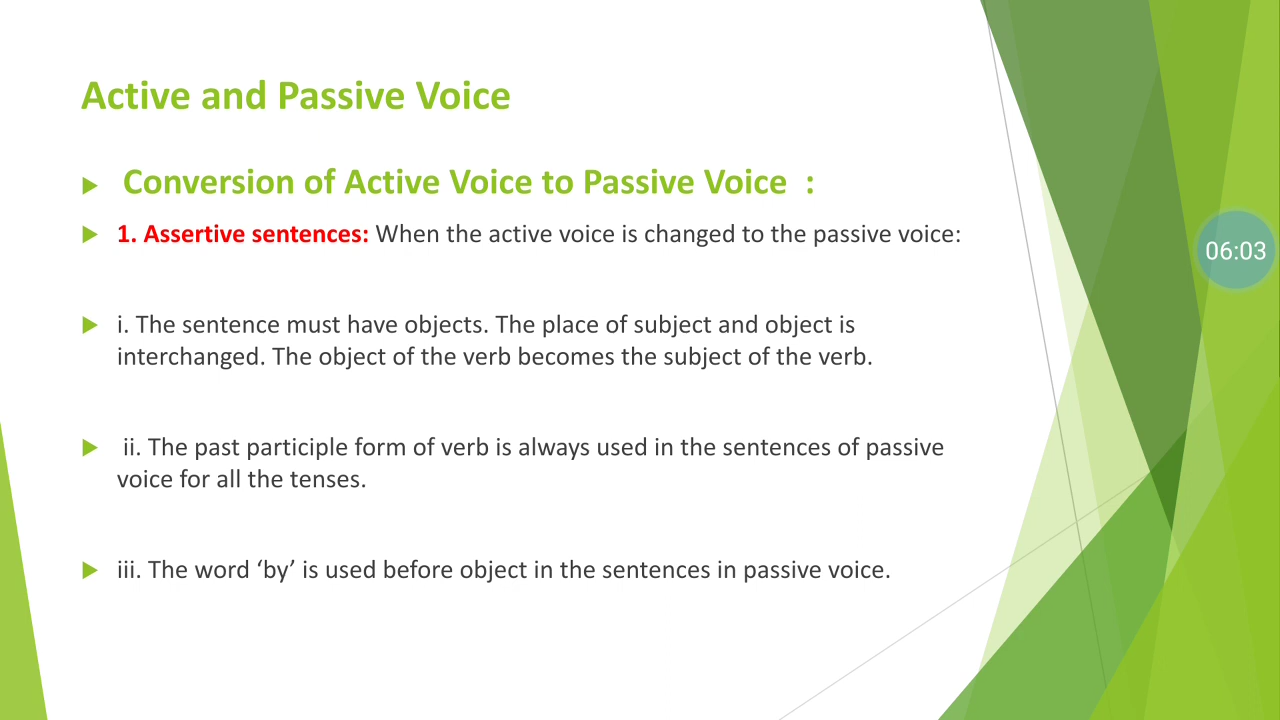 Active and Passive Voice
Conversion of Active Voice to Passive Voice :
1. Assertive sentences: When the active voice is changed to the passive voice:
06:03
i. The sentence must have objects. The place of subject and object is
interchanged. The object of the verb becomes the subject of the verb.
ii. The past participle form of verb is always used in the sentences of passive
voice for all the tenses.
iii. The word ‘by’ is used before object in the sentences in passive voice.